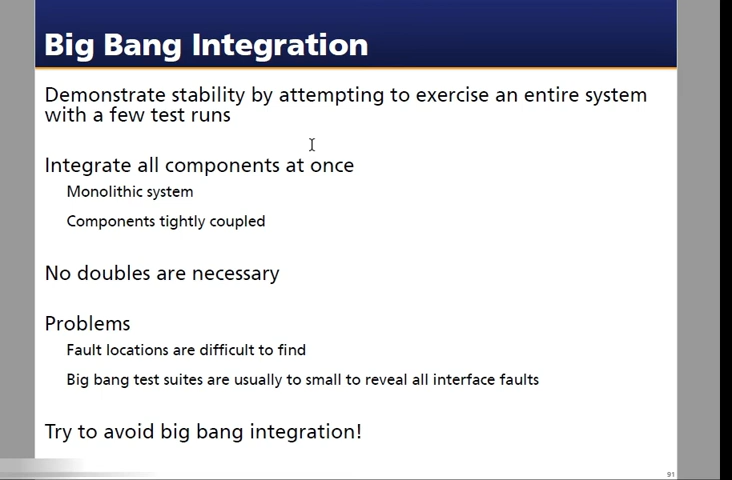 Big Bang Integration
Demonstrate stability by attempting to exercise an entire system
with a few test runs
Integrate all components at once
Monolithic system
Components tightly coupled
No doubles are necessary
Problems
Fault locations are difficult to find
Big bang test suites are usually to small to reveal all interface faults
Try to avoid big bang integration!
91